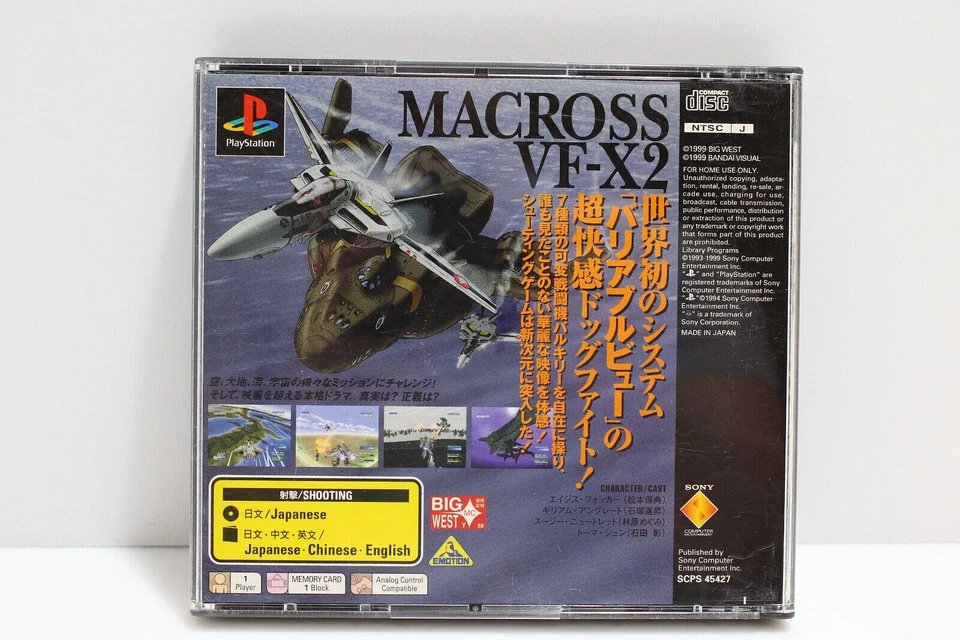 PlayStation
MACROSS
VF-X2
世界初のシステム
「バリアブルビュー」の
超快感ドッグファイト!
7種類の可変戦闘機バルキリーを自在に操り、
誰も見たことのない華麗な映像を体感!
シューティングゲームは新次元に突入した!
空、大地、海、宇宙の様々なミッションにチャレンジ!
そして、映画を超える本格ドラマ。真実は?正義は?
CHARACTER/CAST
エイジス・フォッカー(松本保典)
ギリアム・アングレート(石塚運昇)
スージー・ニュートレット(林原めぐみ)
ティモシー・ダルダントン
射撃/SHOOTING
日文/Japanese
日文・中文・英文/
Japanese・Chinese・English
BIG
WEST
MC
68
EMOTION
1
Player
MEMORY CARD
1 Block
Analog Control
Compatible
COMPACT
disc
NTSC J
©1999 BIG WEST
©1999 BANDAI VISUAL
FOR HOME USE ONLY.
Unauthorized copying, adapta-
tion, rental, lending, re-sale, ar-
cade use, charging for use,
broadcast, cable transmission,
public performance, distribution
or extraction of this product or
any trademark or copyright work
that forms part of this product
are prohibited.
Library Programs
©1993-1999 Sony Computer
Entertainment Inc.
" " and "PlayStation" are
registered trademarks of Sony
Computer Entertainment Inc.
" " ©1994 Sony Computer
Entertainment Inc.
" " is a trademark of
Sony Corporation.
MADE IN JAPAN
SONY
COMPUTER
ENTERTAINMENT
Published by
Sony Computer
Entertainment Inc.
SCPS 45427